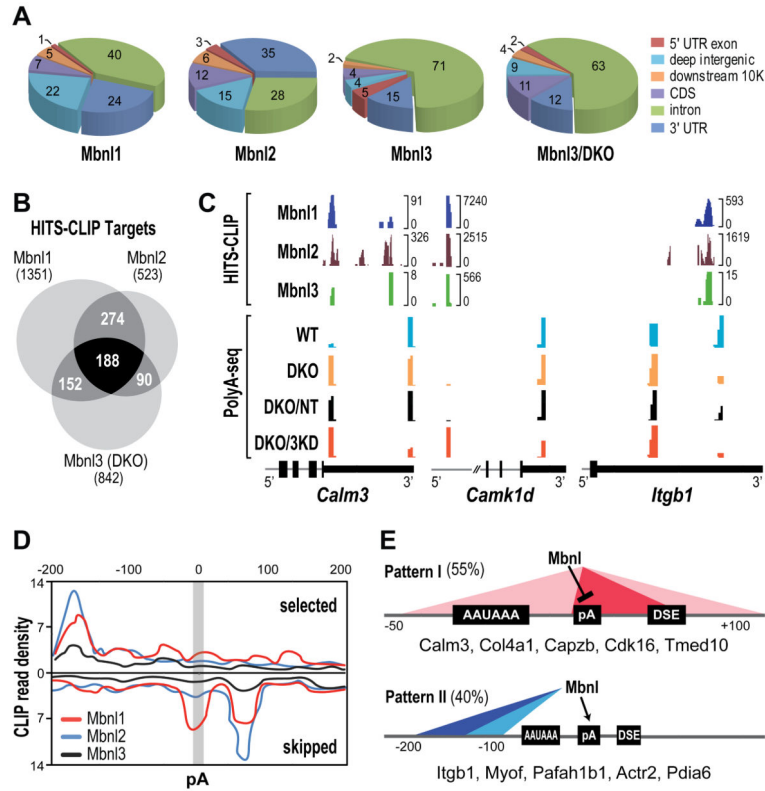 A
1
5
7
22
24
40
Mbnl1
3
6
12
15
28
35
Mbnl2
2
4
4
5
15
71
Mbnl3
2
4
9
11
12
63
Mbnl3/DKO
5' UTR exon
deep intergenic
downstream 10K
CDS
intron
3' UTR
B
HITS-CLIP Targets
Mbnl1
(1351)
Mbnl2
(523)
274
188
152
90
Mbnl3 (DKO)
(842)
C
HITS-CLIP
Mbnl1
91
0
7240
0
593
0
Mbnl2
326
0
2515
0
1619
0
Mbnl3
8
0
566
0
15
0
PolyA-seq
WT
DKO
DKO/NT
DKO/3KD
5' 3'
Calm3
5' // 3'
Camk1d
5' 3'
Itgb1
D
-200 -100 0 100 200
14
7
0
7
14
CLIP read density
selected
skipped
Mbnl1
Mbnl2
Mbnl3
pA
E
Pattern I (55%)
Mbnl
AAUAAA pA DSE
-50 +100
Calm3, Col4a1, Capzb, Cdk16, Tmed10
Pattern II (40%)
Mbnl
AAUAAA pA DSE
-200 -100
Itgb1, Myof, Pafah1b1, Actr2, Pdia6